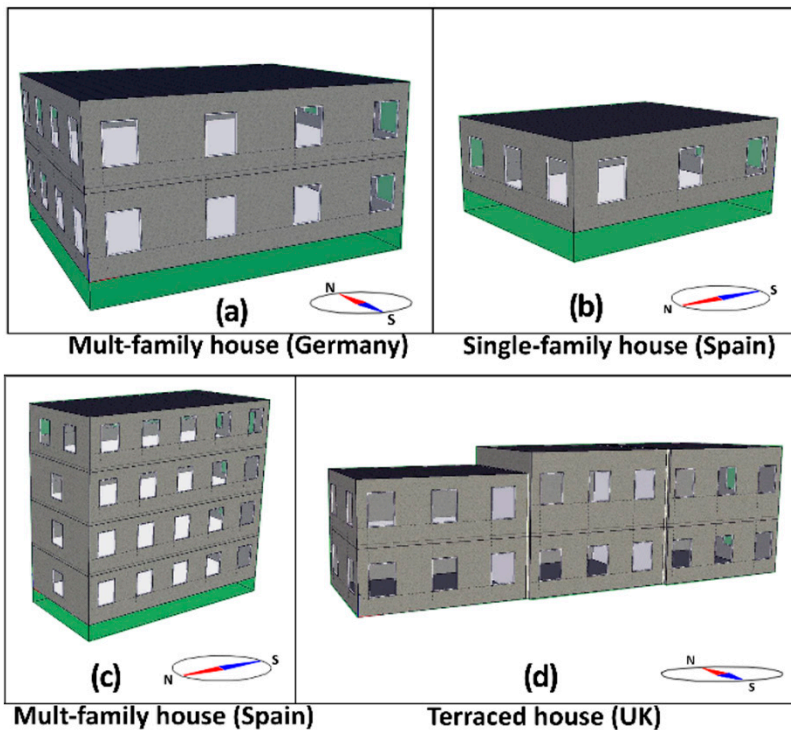 N
S
(a)
Mult-family house (Germany)
N
S
(b)
Single-family house (Spain)
N
S
(c)
Mult-family house (Spain)
N
S
(d)
Terraced house (UK)